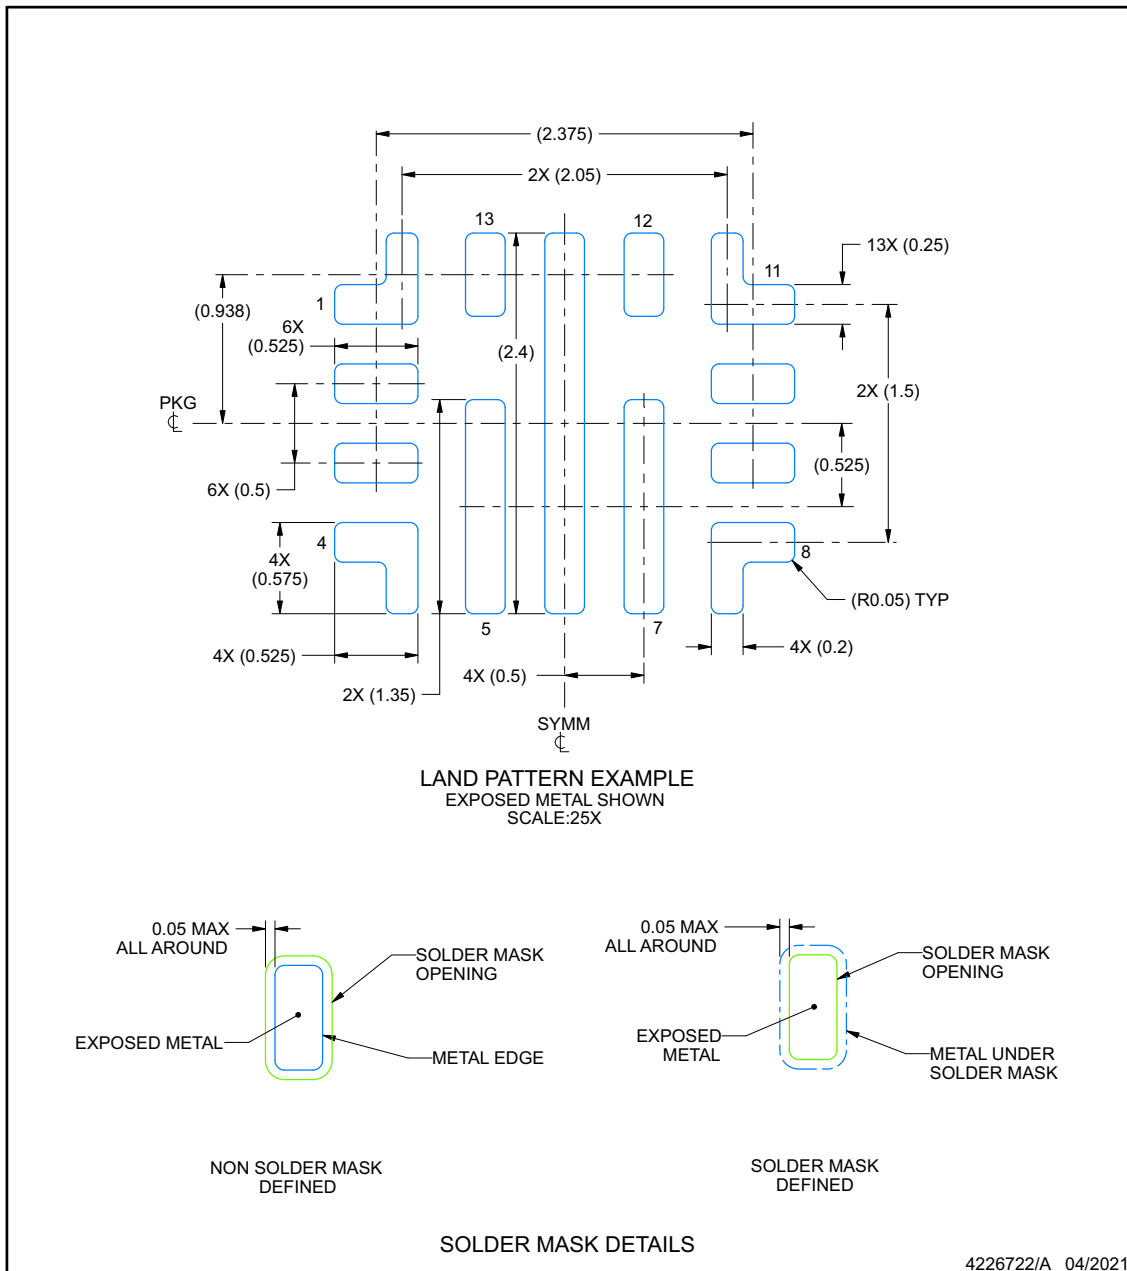 (2.375)
2X (2.05)
13
12
13X (0.25)
11
1
(0.938)
6X
(0.525)
(2.4)
2X (1.5)
PKG
℄
(0.525)
6X (0.5)
4
4X
(0.575)
8
(R0.05) TYP
5
7
4X (0.525)
4X (0.5)
4X (0.2)
2X (1.35)
SYMM
℄
LAND PATTERN EXAMPLE
EXPOSED METAL SHOWN
SCALE:25X
0.05 MAX
ALL AROUND
SOLDER MASK
OPENING
EXPOSED METAL
METAL EDGE
NON SOLDER MASK
DEFINED
0.05 MAX
ALL AROUND
SOLDER MASK
OPENING
EXPOSED
METAL
METAL UNDER
SOLDER MASK
SOLDER MASK
DEFINED
SOLDER MASK DETAILS
4226722/A 04/2021